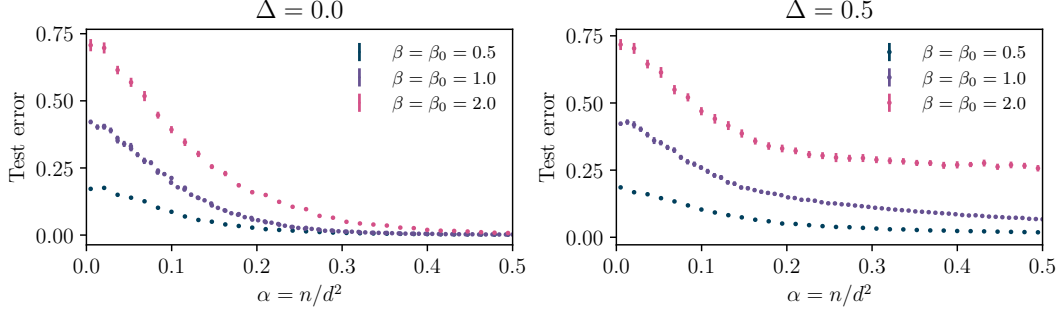 Δ = 0.0
Test error
0.75
0.50
0.25
0.00
β = β₀ = 0.5
β = β₀ = 1.0
β = β₀ = 2.0
0.0 0.1 0.2 0.3 0.4 0.5
α = n/d²
Δ = 0.5
Test error
0.75
0.50
0.25
0.00
β = β₀ = 0.5
β = β₀ = 1.0
β = β₀ = 2.0
0.0 0.1 0.2 0.3 0.4 0.5
α = n/d²